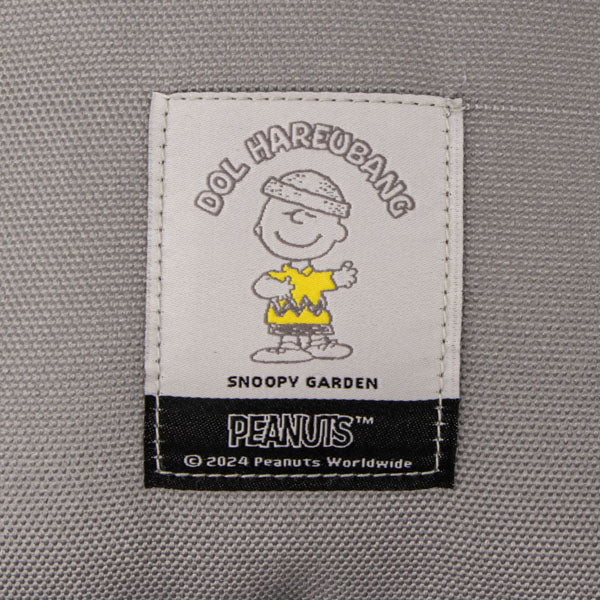 DOL HAREUBANG
SNOOPY GARDEN
PEANUTS™
© 2024 Peanuts Worldwide